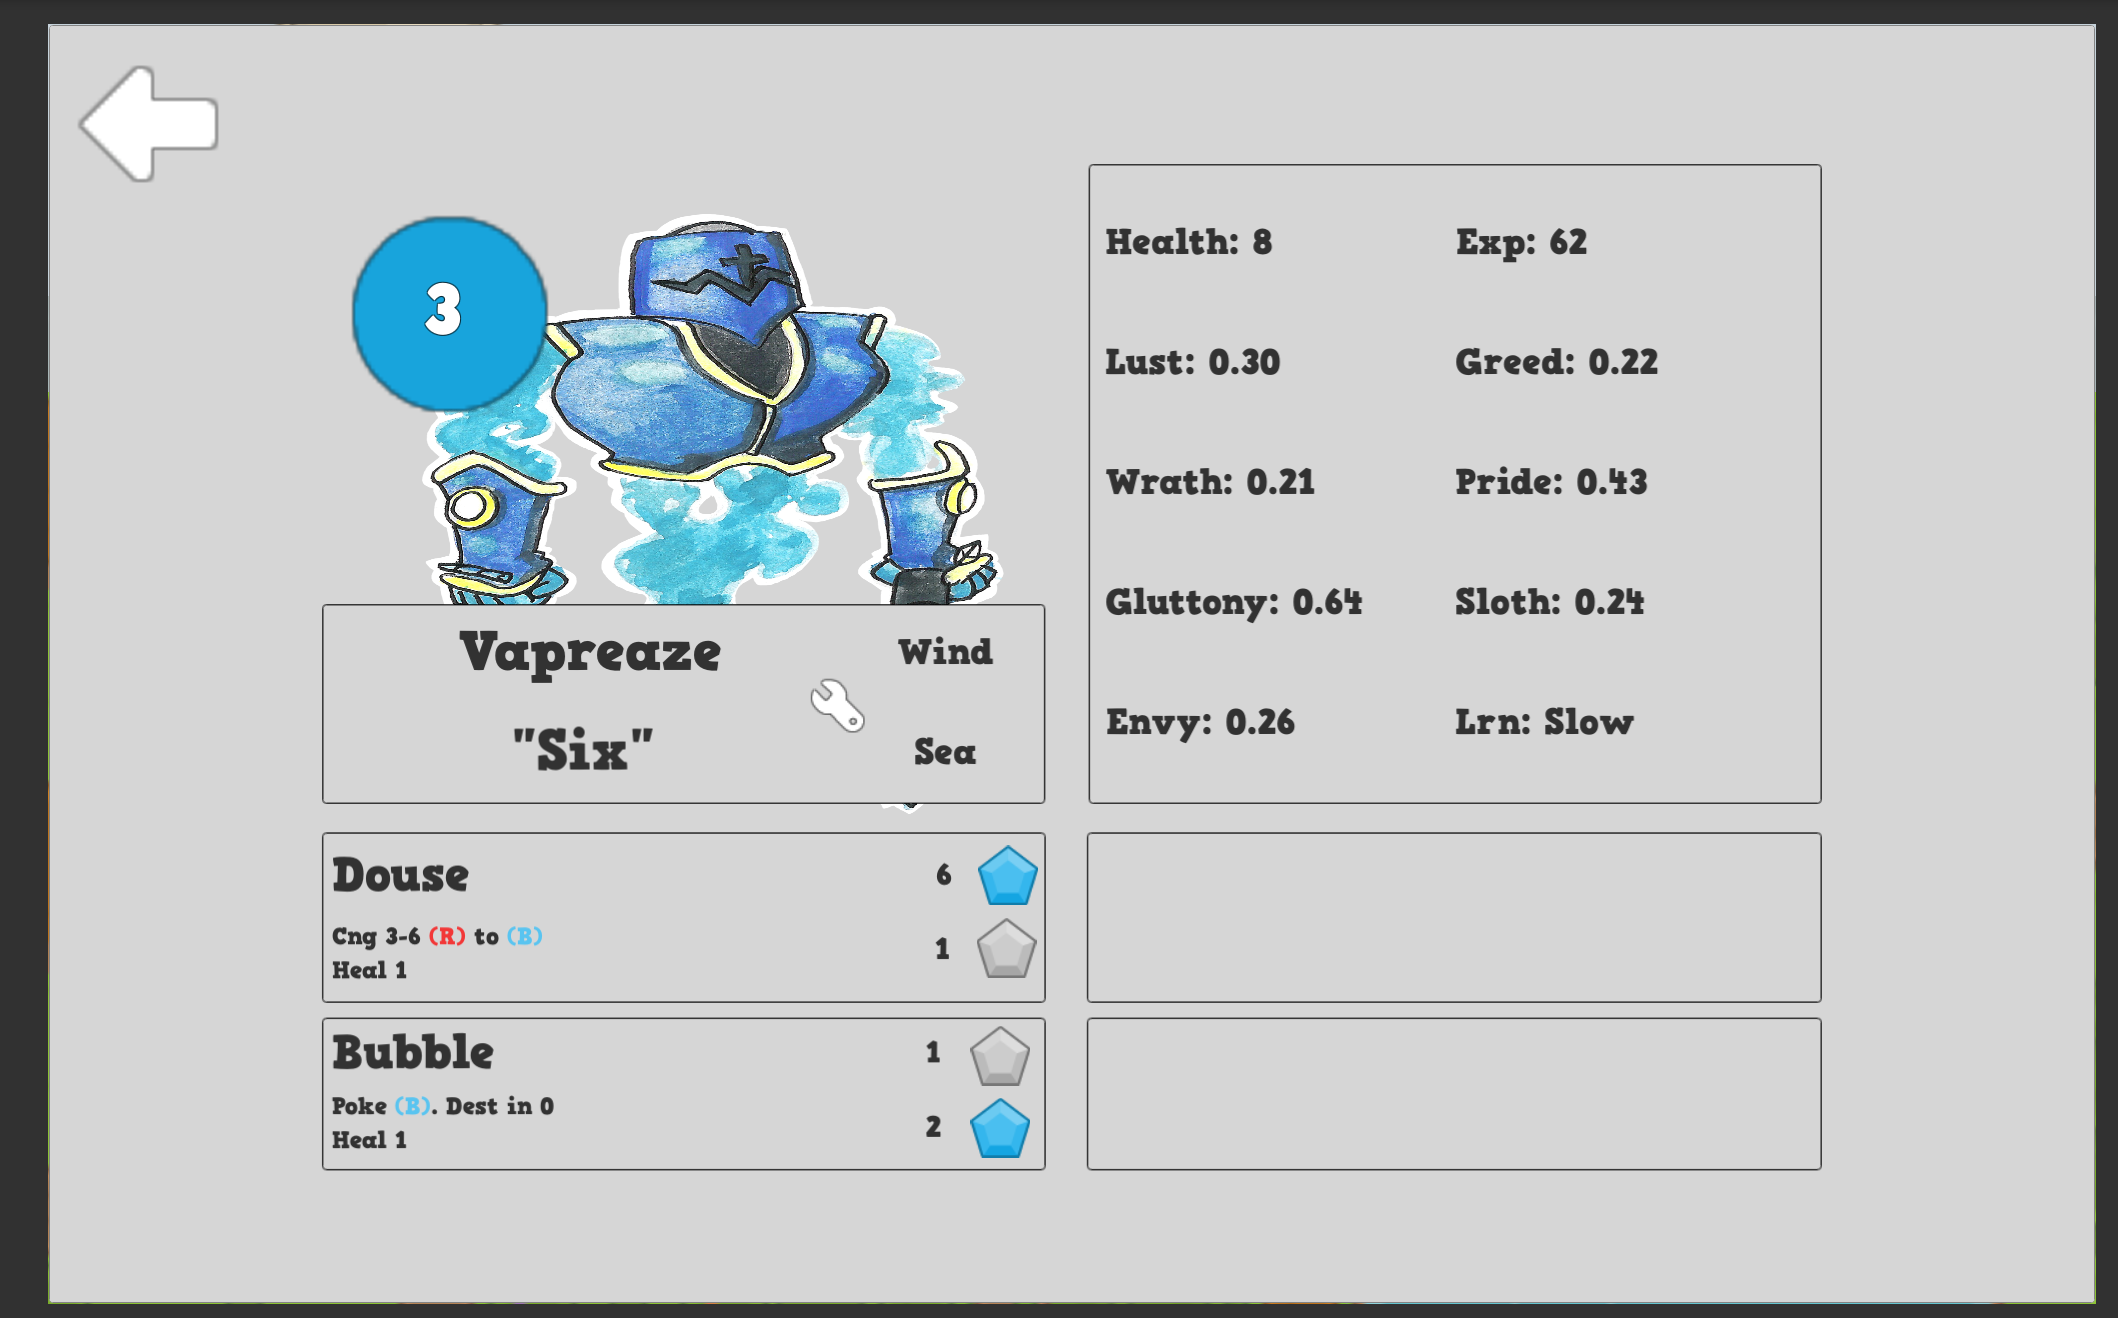 3
Vapreaze
"Six"
Wind
Sea
Health: 8
Exp: 62
Lust: 0.30
Greed: 0.22
Wrath: 0.21
Pride: 0.43
Gluttony: 0.64
Sloth: 0.24
Envy: 0.26
Lrn: Slow
Douse
6
Cng 3-6 (R) to (B)
Heal 1
1
Bubble
1
Poke (B). Dest in 0
Heal 1
2